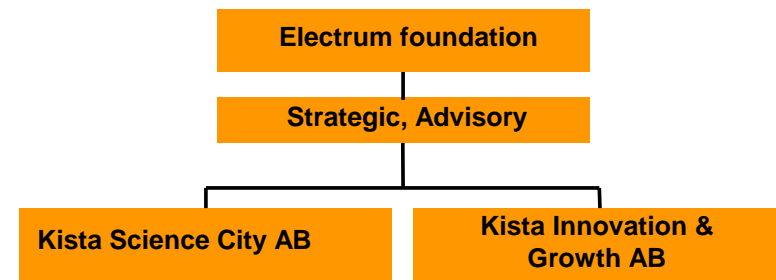 Electrum foundation
Strategic, Advisory
Kista Science City AB
Kista Innovation &
Growth AB